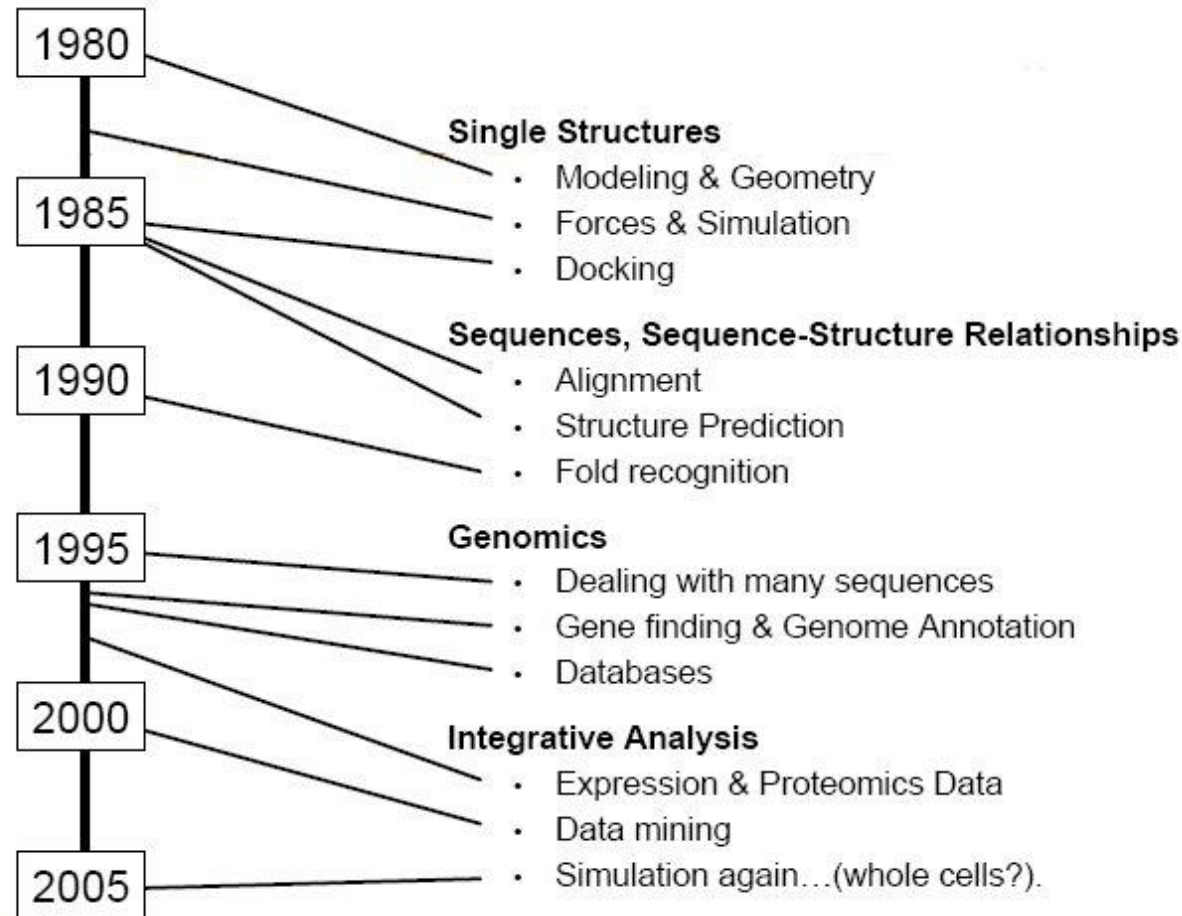 1980
Single Structures
· Modeling & Geometry
· Forces & Simulation
1985
· Docking
Sequences, Sequence-Structure Relationships
1990
· Alignment
· Structure Prediction
· Fold recognition
1995
Genomics
· Dealing with many sequences
· Gene finding & Genome Annotation
· Databases
2000
Integrative Analysis
· Expression & Proteomics Data
· Data mining
2005
· Simulation again…(whole cells?).